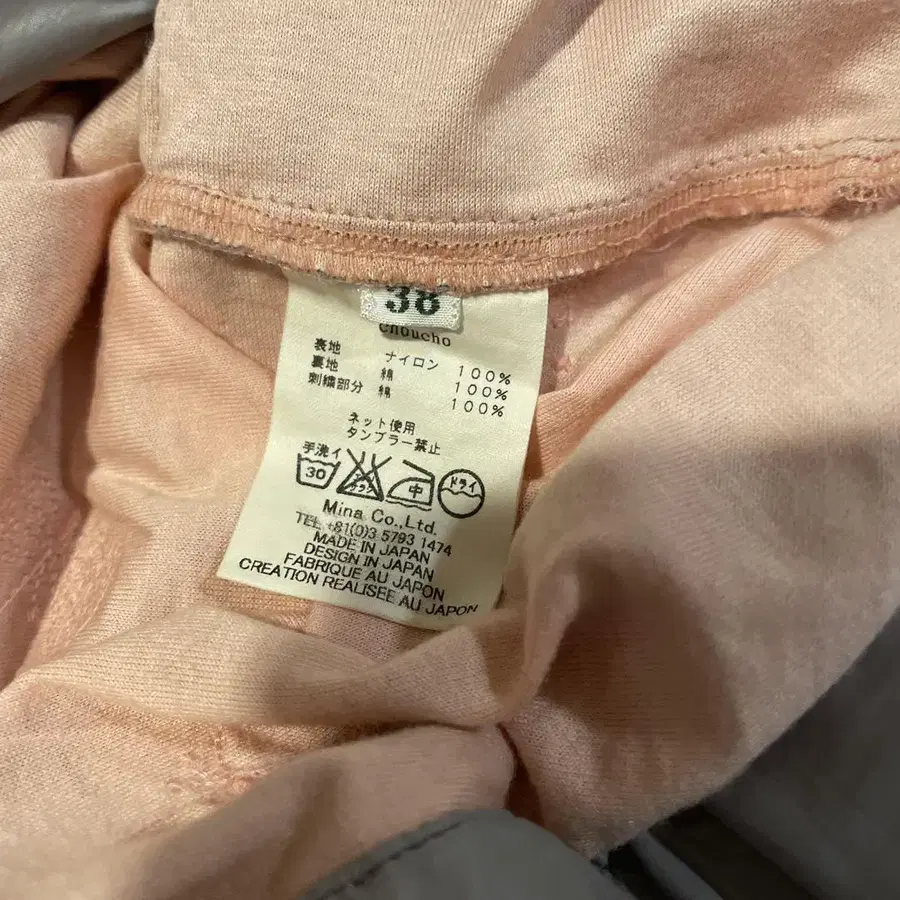 38
choucho
表地 ナイロン 100%
裏地 綿 100%
刺繍部分 綿 100%
ネット使用
タンブラー禁止
手洗イ
30 中 ドライ
Mina Co.,Ltd.
TEL +81(0)3 5793 1474
MADE IN JAPAN
DESIGN IN JAPAN
FABRIQUE AU JAPON
CREATION REALISEE AU JAPON